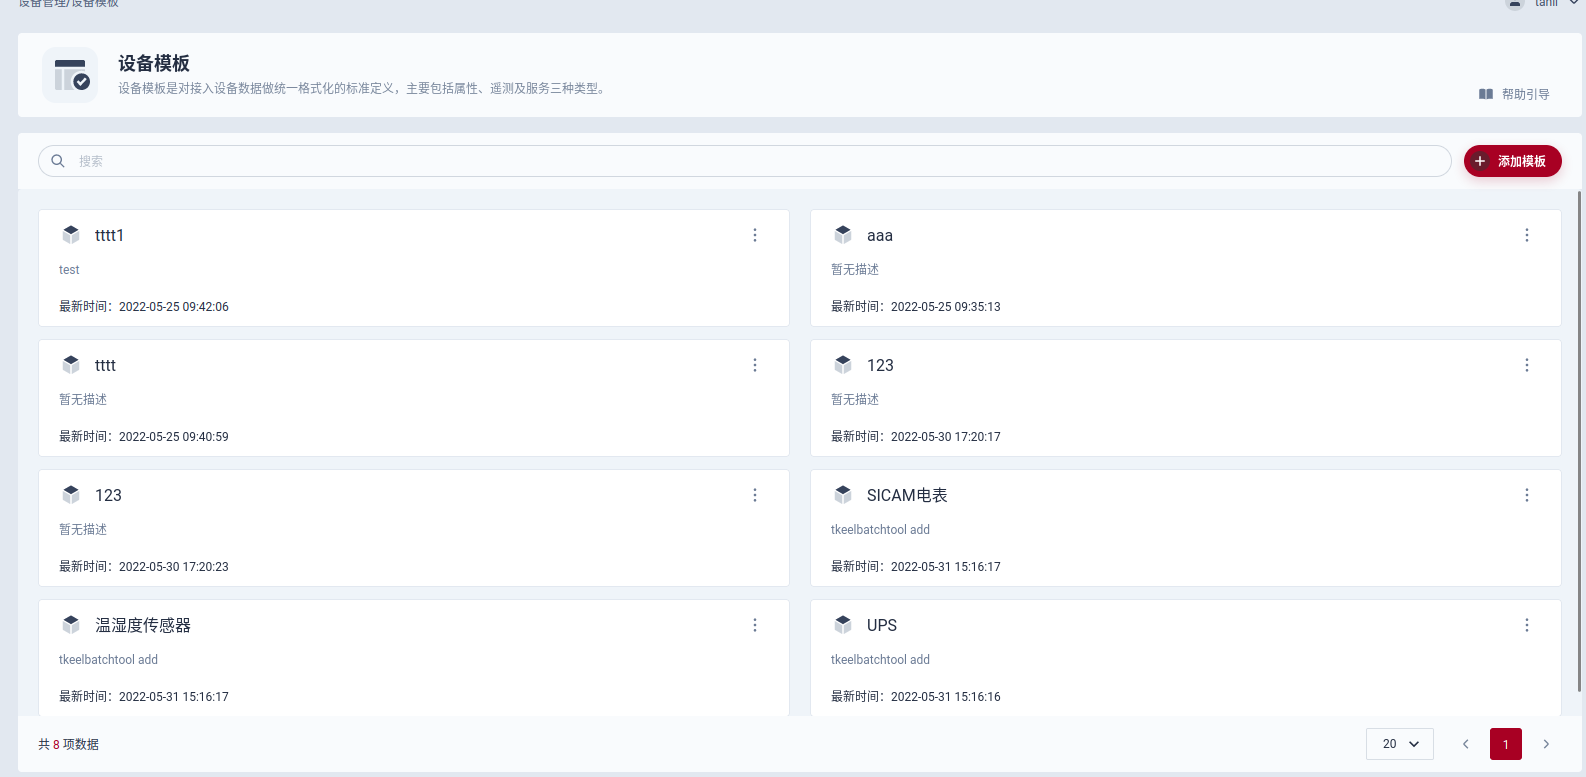 设备管理/设备模板
tanli
设备模板
设备模板是对接入设备数据做统一格式化的标准定义，主要包括属性、遥测及服务三种类型。
帮助引导
搜索
添加模板
tttt1
test
最新时间：2022-05-25 09:42:06
aaa
暂无描述
最新时间：2022-05-25 09:35:13
tttt
暂无描述
最新时间：2022-05-25 09:40:59
123
暂无描述
最新时间：2022-05-30 17:20:17
123
暂无描述
最新时间：2022-05-30 17:20:23
SICAM电表
tkeelbatchtool add
最新时间：2022-05-31 15:16:17
温湿度传感器
tkeelbatchtool add
最新时间：2022-05-31 15:16:17
UPS
tkeelbatchtool add
最新时间：2022-05-31 15:16:16
共 8 项数据
20
1